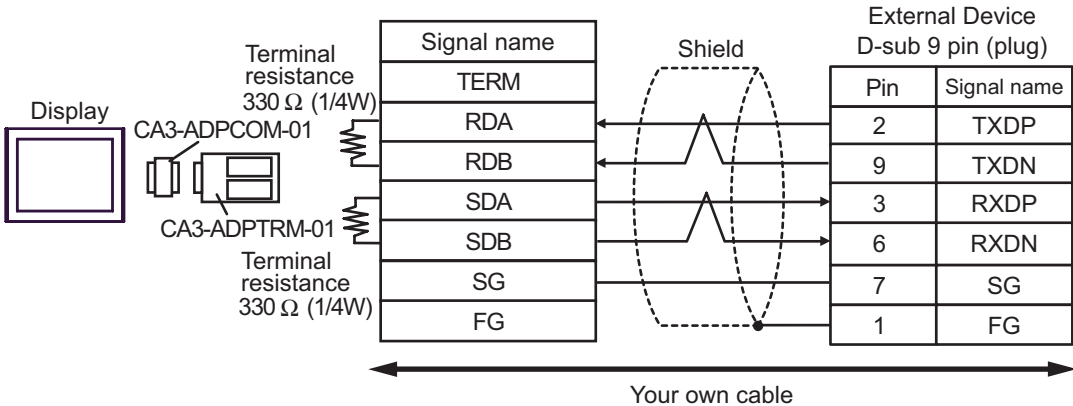 External Device
D-sub 9 pin (plug)
Shield
Terminal
resistance
330 Ω (1/4W)
Display
CA3-ADPCOM-01
CA3-ADPTRM-01
Terminal
resistance
330 Ω (1/4W)
Signal name
TERM
RDA
RDB
SDA
SDB
SG
FG
Pin Signal name
2 TXDP
9 TXDN
3 RXDP
6 RXDN
7 SG
1 FG
Your own cable